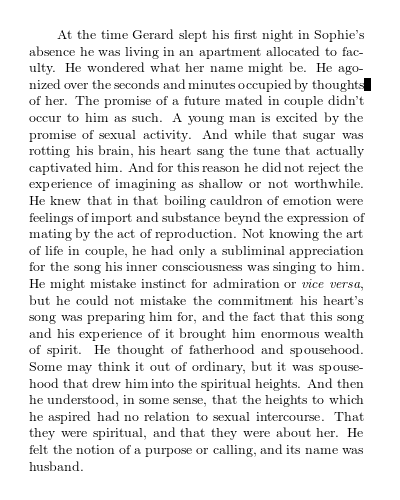 At the time Gerard slept his first night in Sophie's
absence he was living in an apartment allocated to fac-
ulty. He wondered what her name might be. He ago-
nized over the seconds and minutes occupied by thoughts
of her. The promise of a future mated in couple didn't
occur to him as such. A young man is excited by the
promise of sexual activity. And while that sugar was
rotting his brain, his heart sang the tune that actually
captivated him. And for this reason he did not reject the
experience of imagining as shallow or not worthwhile.
He knew that in that boiling cauldron of emotion were
feelings of import and substance beynd the expression of
mating by the act of reproduction. Not knowing the art
of life in couple, he had only a subliminal appreciation
for the song his inner consciousness was singing to him.
He might mistake instinct for admiration or vice versa,
but he could not mistake the commitment his heart's
song was preparing him for, and the fact that this song
and his experience of it brought him enormous wealth
of spirit. He thought of fatherhood and spousehood.
Some may think it out of ordinary, but it was spouse-
hood that drew him into the spiritual heights. And then
he understood, in some sense, that the heights to which
he aspired had no relation to sexual intercourse. That
they were spiritual, and that they were about her. He
felt the notion of a purpose or calling, and its name was
husband.